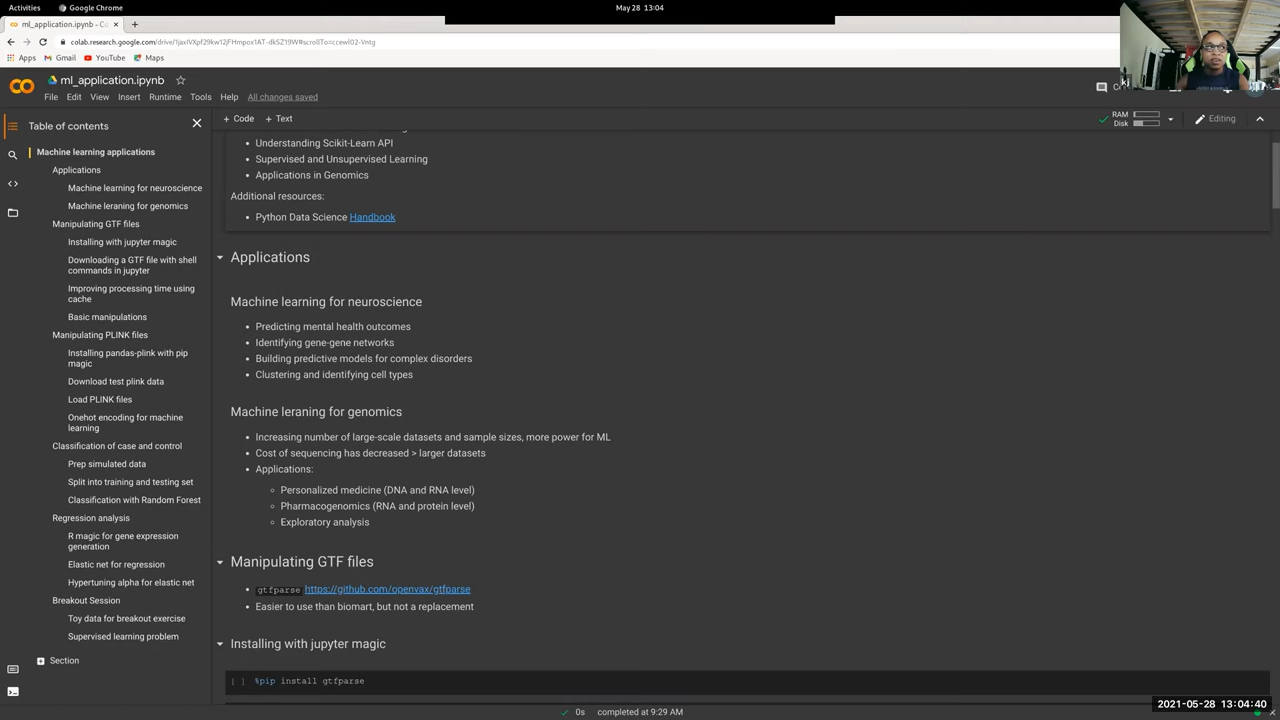 Activities
Google Chrome
May 28 13:04
ml_application.ipynb - Co
colab.research.google.com/drive/
Apps
Gmail
YouTube
Maps
ml_application.ipynb
File Edit View Insert Runtime Tools Help All changes saved
kj
Table of contents
+ Code + Text
RAM
Disk
Editing
Machine learning applications
Applications
Machine learning for neuroscience
Machine leraning for genomics
Manipulating GTF files
Installing with jupyter magic
Downloading a GTF file with shell
commands in jupyter
Improving processing time using
cache
Basic manipulations
Manipulating PLINK files
Installing pandas-plink with pip
magic
Download test plink data
Load PLINK files
Onehot encoding for machine
learning
Classification of case and control
Prep simulated data
Split into training and testing set
Classification with Random Forest
Regression analysis
R magic for gene expression
generation
Elastic net for regression
Hypertuning alpha for elastic net
Breakout Session
Toy data for breakout exercise
Supervised learning problem
Section
• Understanding Scikit-Learn API
• Supervised and Unsupervised Learning
• Applications in Genomics
Additional resources:
• Python Data Science Handbook
Applications
Machine learning for neuroscience
• Predicting mental health outcomes
• Identifying gene-gene networks
• Building predictive models for complex disorders
• Clustering and identifying cell types
Machine leraning for genomics
• Increasing number of large-scale datasets and sample sizes, more power for ML
• Cost of sequencing has decreased > larger datasets
• Applications:
◦ Personalized medicine (DNA and RNA level)
◦ Pharmacogenomics (RNA and protein level)
◦ Exploratory analysis
Manipulating GTF files
• gtfparse https://github.com/openvax/gtfparse
• Easier to use than biomart, but not a replacement
Installing with jupyter magic
[ ] %pip install gtfparse
0s completed at 9:29 AM
2021-05-28 13:04:40